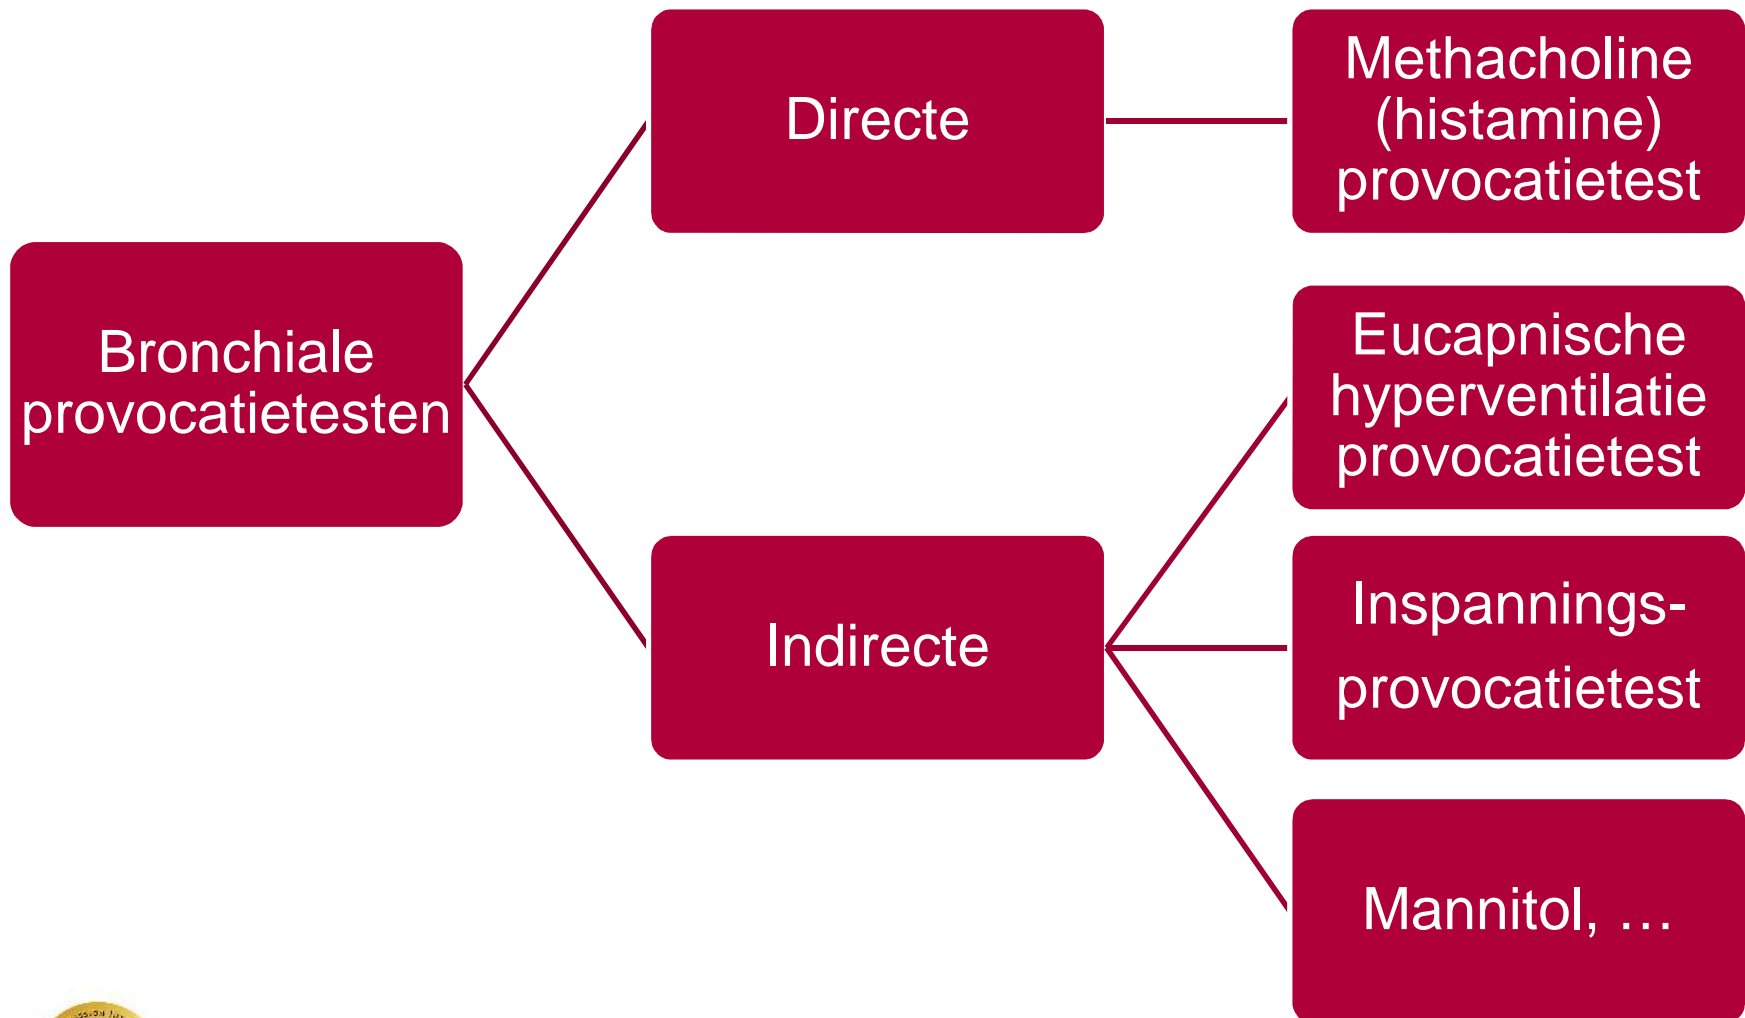 Bronchiale
provocatietesten
Directe
Methacholine
(histamine)
provocatietest
Indirecte
Eucapnische
hyperventilatie
provocatietest
Inspannings-
provocatietest
Mannitol, …